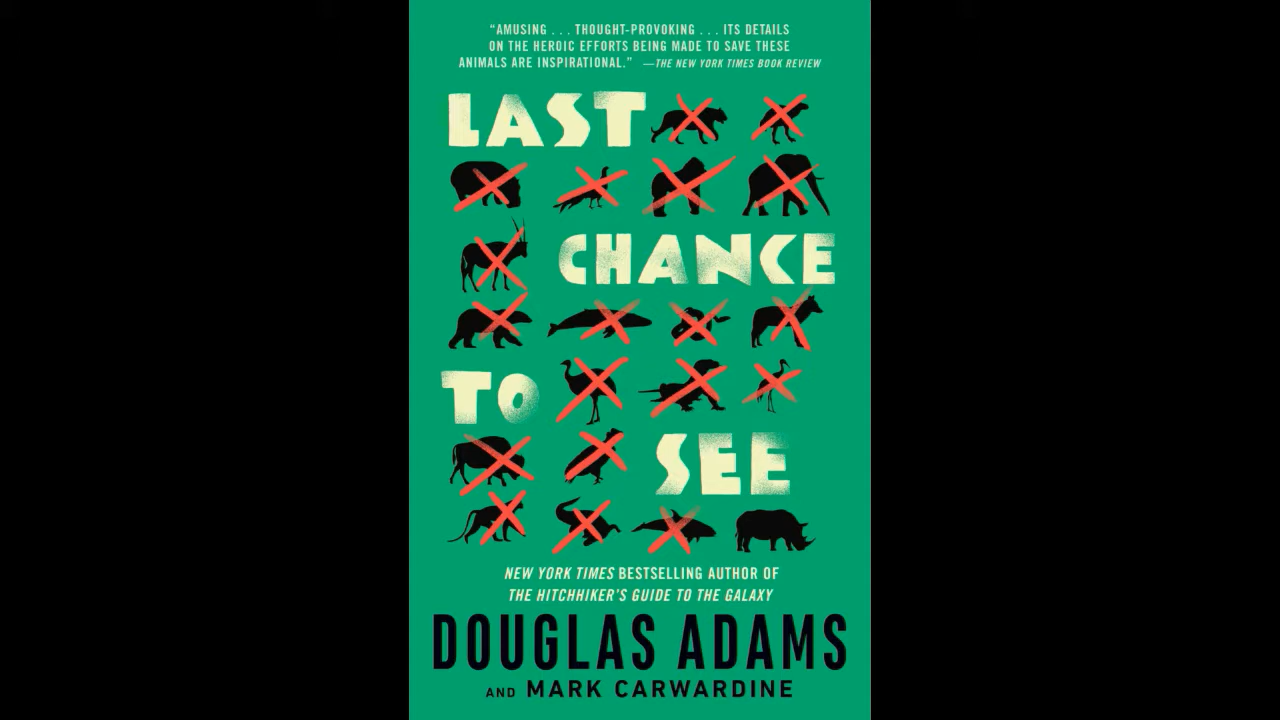 “AMUSING . . . THOUGHT-PROVOKING . . . ITS DETAILS
ON THE HEROIC EFFORTS BEING MADE TO SAVE THESE
ANIMALS ARE INSPIRATIONAL.” —THE NEW YORK TIMES BOOK REVIEW
LAST
CHANCE
TO
SEE
NEW YORK TIMES BESTSELLING AUTHOR OF
THE HITCHHIKER’S GUIDE TO THE GALAXY
DOUGLAS ADAMS
AND MARK CARWARDINE